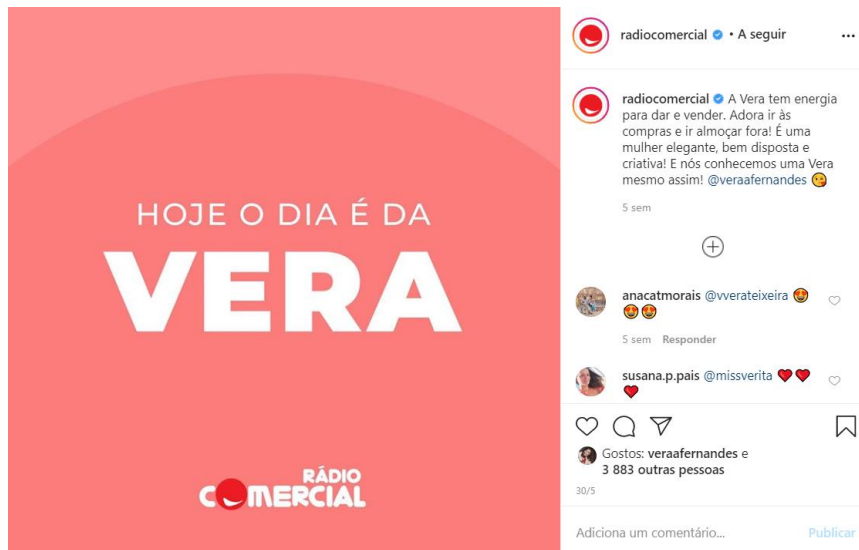 HOJE O DIA É DA
VERA
RÁDIO
COMERCIAL
radiocomercial • A seguir
radiocomercial A Vera tem energia
para dar e vender. Adora ir às
compras e ir almoçar fora! É uma
mulher elegante, bem disposta e
criativa! E nós conhecemos uma Vera
mesmo assim! @veraafernandes 😘
5 sem
anacatmorais @vverateixeira 😍
😍😍
5 sem Responder
susana.p.pais @missverita ❤️❤️
❤️
Gostos: veraafernandes e
3 883 outras pessoas
30/5
Adiciona um comentário... Publicar